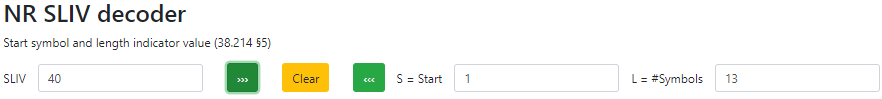 NR SLIV decoder
Start symbol and length indicator value (38.214 §5)
SLIV 40 ››› Clear ‹‹‹ S = Start 1 L = #Symbols 13